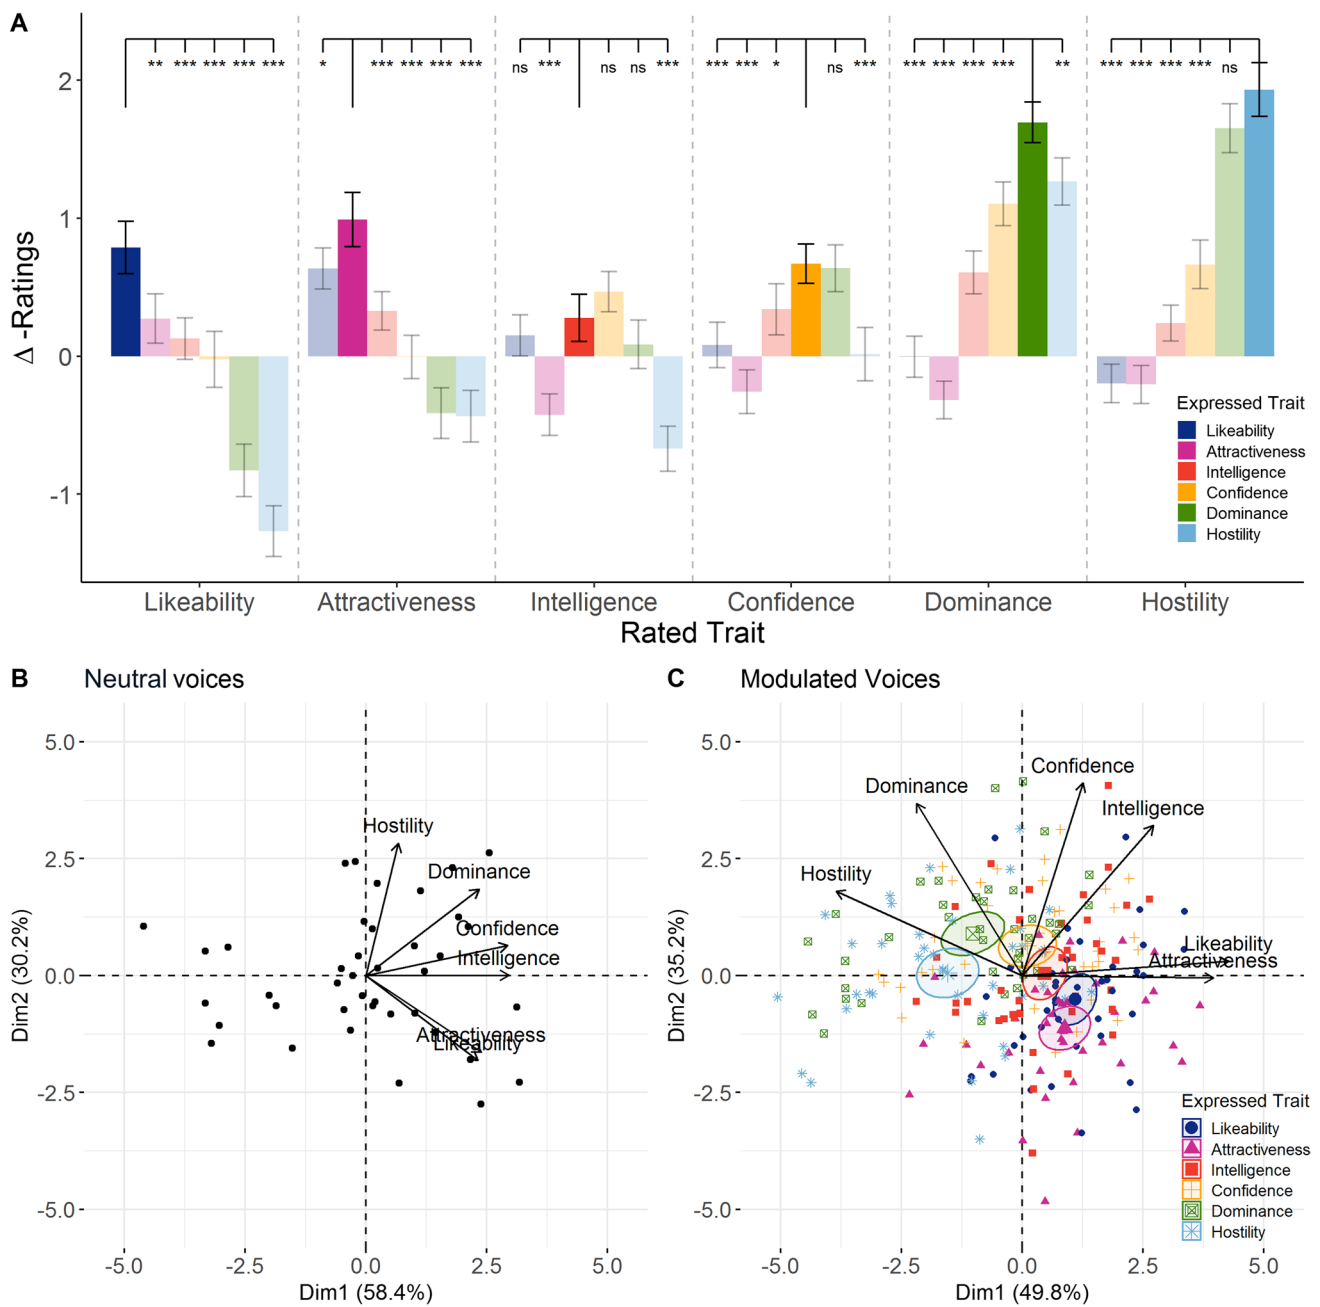 A
** *** *** *** *** * *** *** *** *** ns *** ns ns *** *** *** * ns *** *** *** *** *** ** *** *** *** *** ns
2
1
0
-1
Δ -Ratings
Expressed Trait
Likeability
Attractiveness
Intelligence
Confidence
Dominance
Hostility
Likeability Attractiveness Intelligence Confidence Dominance Hostility
Rated Trait
B Neutral voices
5.0
2.5
0.0
-2.5
-5.0
Dim2 (30.2%)
Hostility
Dominance
Confidence
Intelligence
Attractiveness
Likeability
-5.0 -2.5 0.0 2.5 5.0
Dim1 (58.4%)
C Modulated Voices
5.0
2.5
0.0
-2.5
-5.0
Dim2 (35.2%)
Confidence
Dominance
Intelligence
Hostility
Likeability
Attractiveness
Expressed Trait
Likeability
Attractiveness
Intelligence
Confidence
Dominance
Hostility
-5.0 -2.5 0.0 2.5 5.0
Dim1 (49.8%)